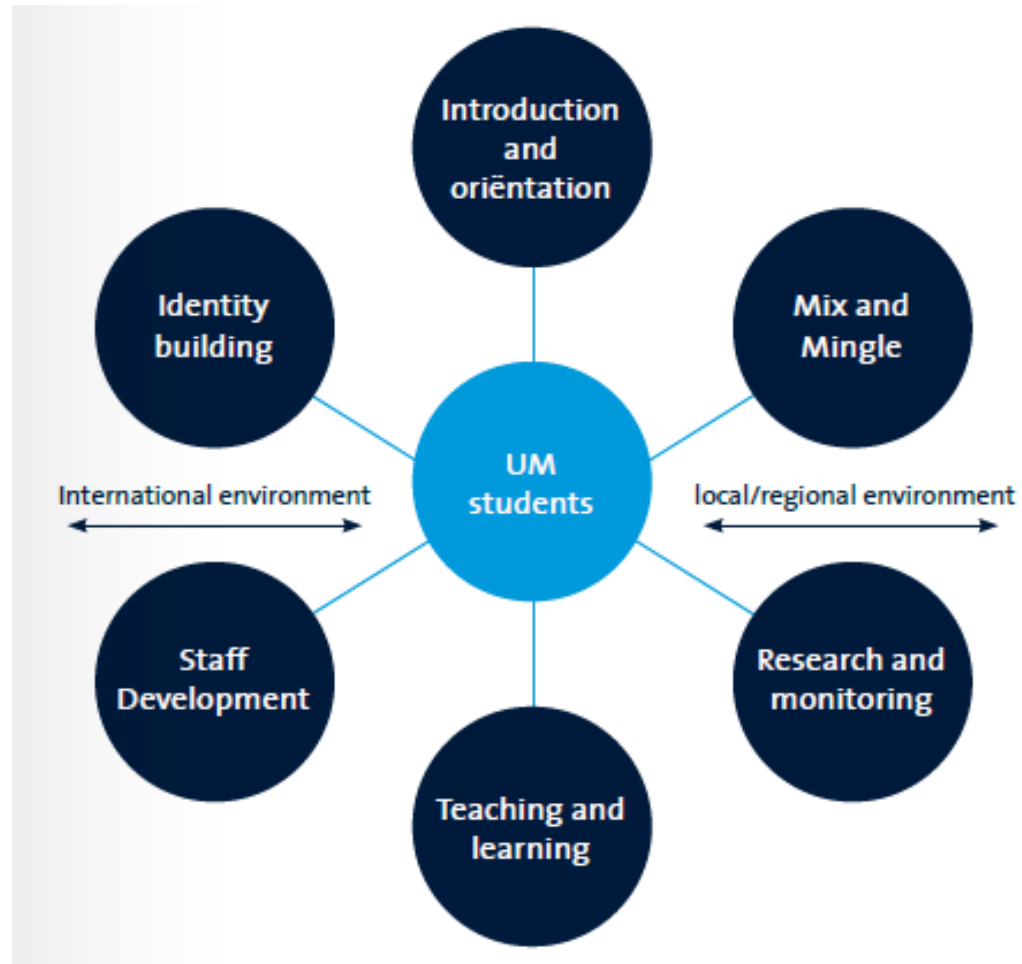 Introduction
and
oriëntation
Identity
building
Mix and
Mingle
UM
students
International environment
local/regional environment
Staff
Development
Research and
monitoring
Teaching and
learning